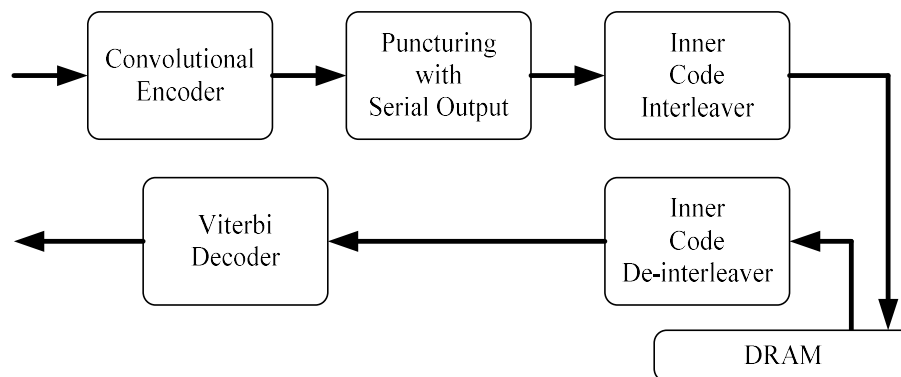 Convolutional
Encoder
Puncturing
with
Serial Output
Inner
Code
Interleaver
Viterbi
Decoder
Inner
Code
De-interleaver
DRAM